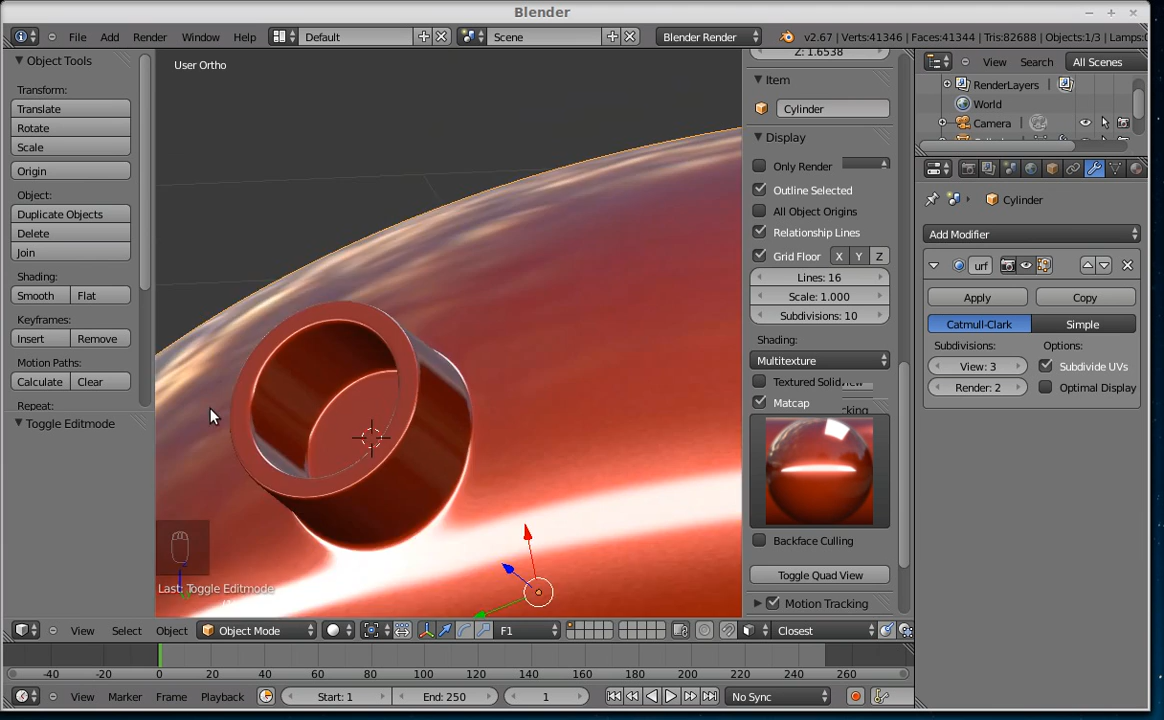 Blender
File Add Render Window Help Default Scene Blender Render v2.67 | Verts:41346 | Faces:41344 | Tris:82688 | Objects:1/3 | Lamps:
Object Tools
Transform:
Translate
Rotate
Scale
Origin
Object:
Duplicate Objects
Delete
Join
Shading:
Smooth Flat
Keyframes:
Insert Remove
Motion Paths:
Calculate Clear
Repeat:
Toggle Editmode
User Ortho
Last: Toggle Editmode
Z: 1.6538
Item
Cylinder
Display
Only Render
Outline Selected
All Object Origins
Relationship Lines
Grid Floor X Y Z
Lines: 16
Scale: 1.000
Subdivisions: 10
Shading:
Multitexture
Textured Solid
Matcap
Backface Culling
Toggle Quad View
Motion Tracking
View Search All Scenes
RenderLayers
World
Camera
Cylinder
Add Modifier
urf
Apply Copy
Catmull-Clark Simple
Subdivisions: Options:
View: 3 Subdivide UVs
Render: 2 Optimal Display
View Select Object Object Mode F1 Closest
-40 -20 0 20 40 60 80 100 120 140 160 180 200 220 240 260
View Marker Frame Playback Start: 1 End: 250 1 No Sync